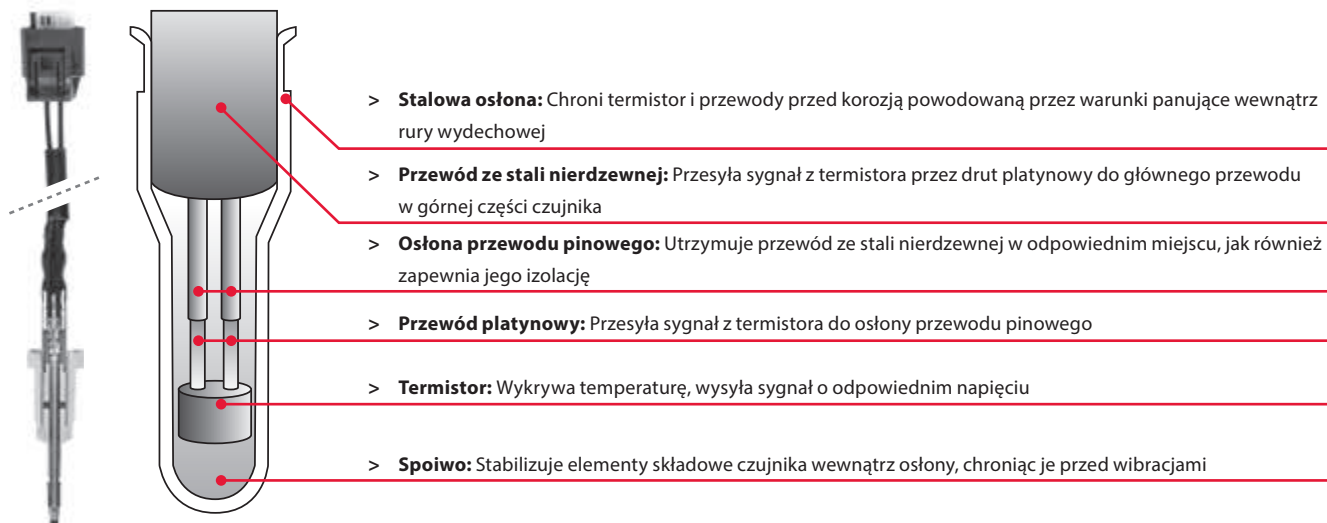 > Stalowa osłona: Chroni termistor i przewody przed korozją powodowaną przez warunki panujące wewnątrz
rury wydechowej
> Przewód ze stali nierdzewnej: Przesyła sygnał z termistora przez drut platynowy do głównego przewodu
w górnej części czujnika
> Osłona przewodu pinowego: Utrzymuje przewód ze stali nierdzewnej w odpowiednim miejscu, jak również
zapewnia jego izolację
> Przewód platynowy: Przesyła sygnał z termistora do osłony przewodu pinowego
> Termistor: Wykrywa temperaturę, wysyła sygnał o odpowiednim napięciu
> Spoiwo: Stabilizuje elementy składowe czujnika wewnątrz osłony, chroniąc je przed wibracjami